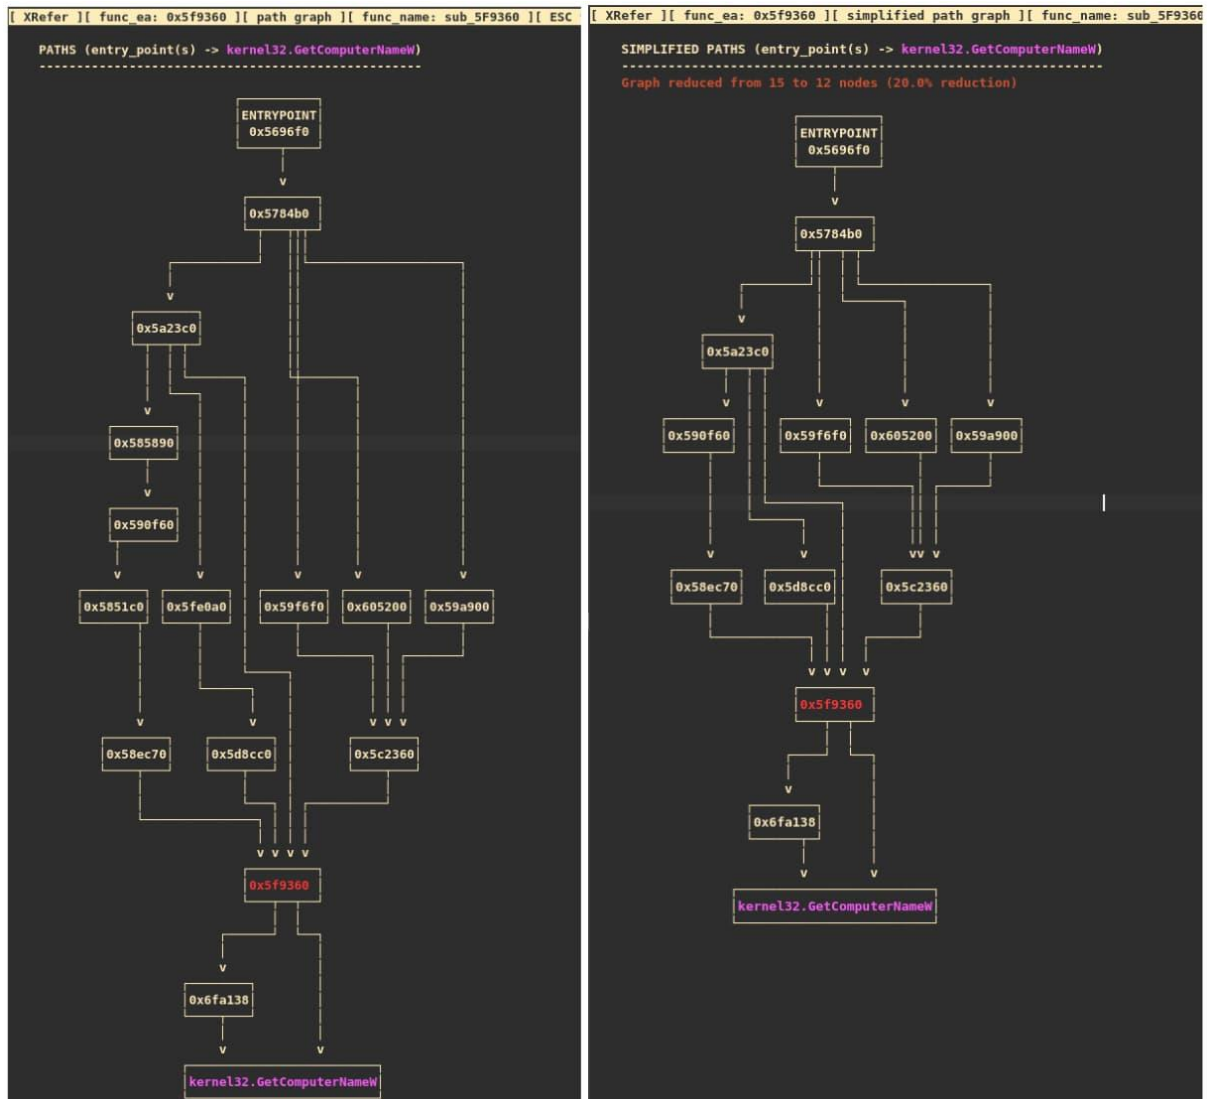 [ XRefer ][ func_ea: 0x5f9360 ][ path graph ][ func_name: sub_5F9360 ][ ESC
PATHS (entry_point(s) -> kernel32.GetComputerNameW)
ENTRYPOINT
0x5696f0
0x5784b0
0x5a23c0
0x585890
0x590f60
0x5851c0 0x5fe0a0 0x59f6f0 0x605200 0x59a900
0x58ec70 0x5d8cc0 0x5c2360
0x5f9360
0x6fa138
kernel32.GetComputerNameW
[ XRefer ][ func_ea: 0x5f9360 ][ simplified path graph ][ func_name: sub_5F9360
SIMPLIFIED PATHS (entry_point(s) -> kernel32.GetComputerNameW)
Graph reduced from 15 to 12 nodes (20.0% reduction)
ENTRYPOINT
0x5696f0
0x5784b0
0x5a23c0
0x590f60 0x59f6f0 0x605200 0x59a900
0x58ec70 0x5d8cc0 0x5c2360
0x5f9360
0x6fa138
kernel32.GetComputerNameW